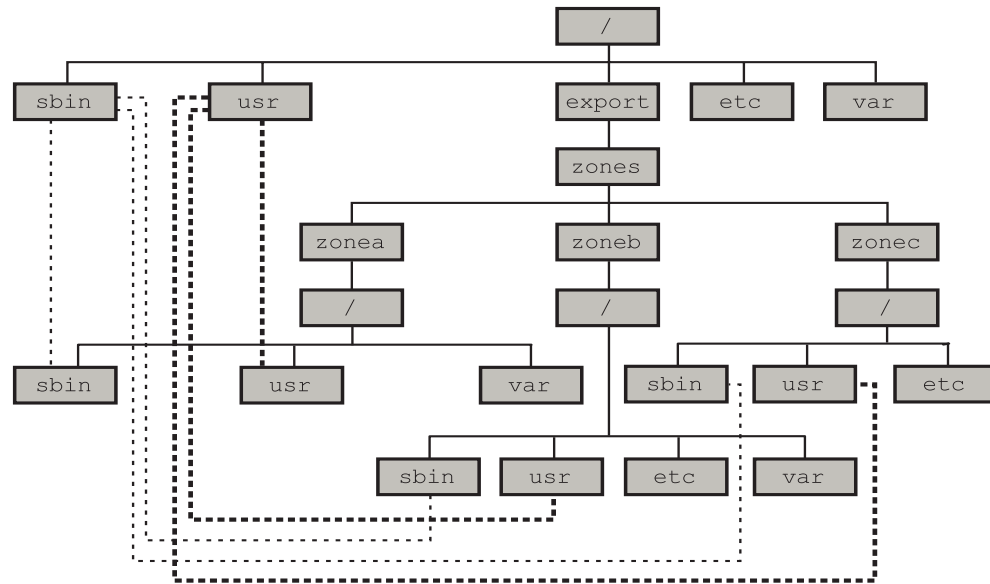 /
sbin usr export etc var
zones
zonea zoneb zonec
/ / /
sbin usr var sbin usr etc
sbin usr etc var